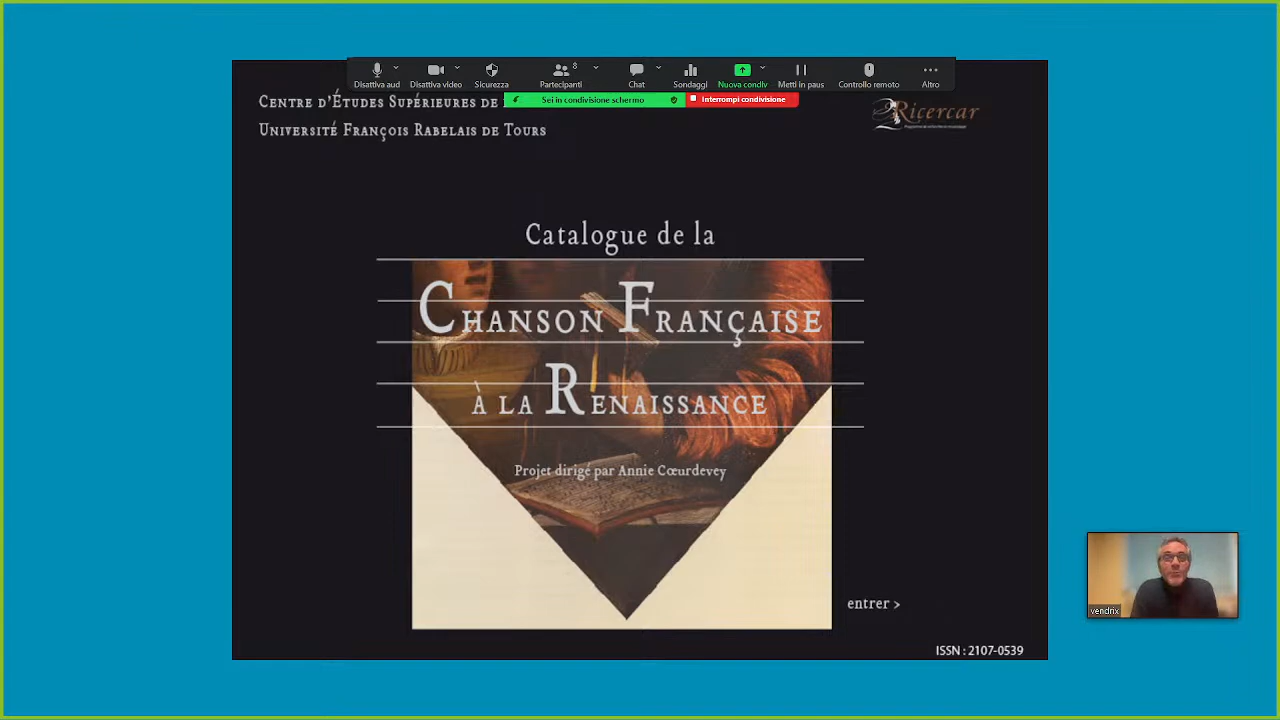 Disattiva aud
Disattiva video
Sicurezza
Partecipanti
8
Chat
Sondaggi
Nuova condiv
Metti in paus
Controllo remoto
Altro
Sei in condivisione schermo
Interrompi condivisione
Centre d'Études Supérieures de
Université François Rabelais de Tours
Ricercar
Catalogue de la
Chanson Française
à la Renaissance
Projet dirigé par Annie Cœurdevey
entrer >
vendrix
ISSN : 2107-0539